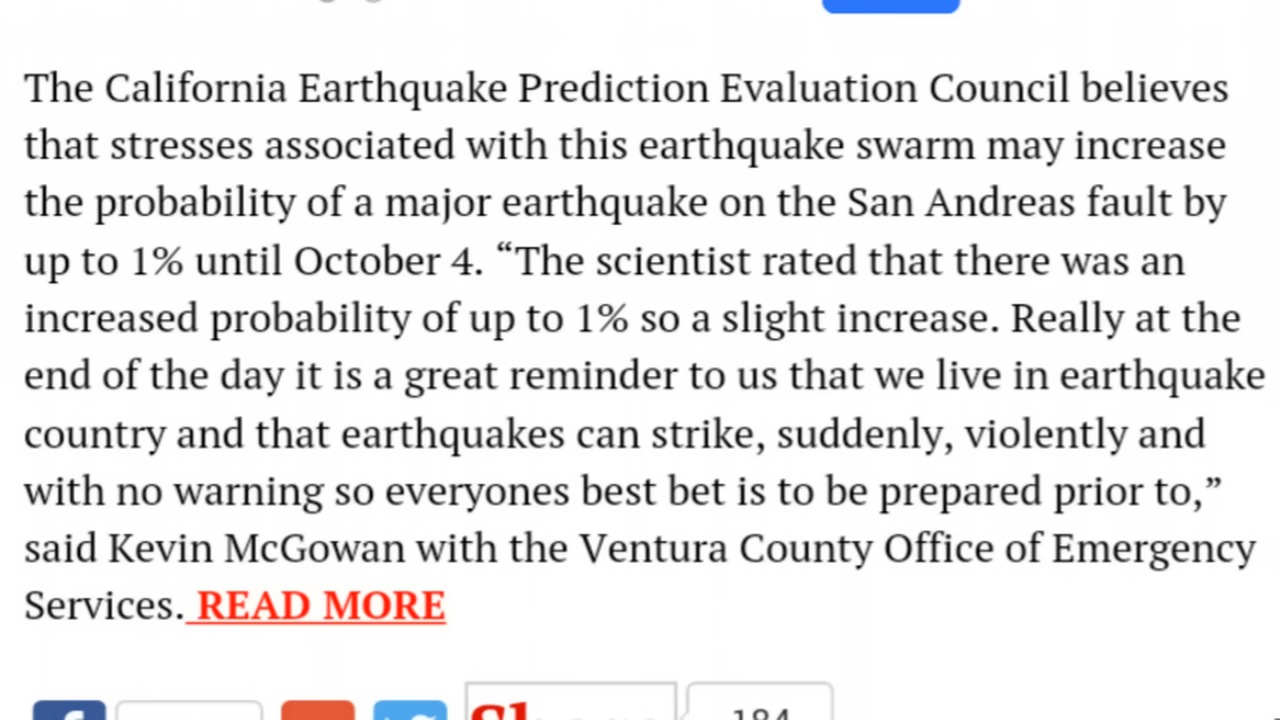 The California Earthquake Prediction Evaluation Council believes
that stresses associated with this earthquake swarm may increase
the probability of a major earthquake on the San Andreas fault by
up to 1% until October 4. “The scientist rated that there was an
increased probability of up to 1% so a slight increase. Really at the
end of the day it is a great reminder to us that we live in earthquake
country and that earthquakes can strike, suddenly, violently and
with no warning so everyones best bet is to be prepared prior to,”
said Kevin McGowan with the Ventura County Office of Emergency
Services. READ MORE
184